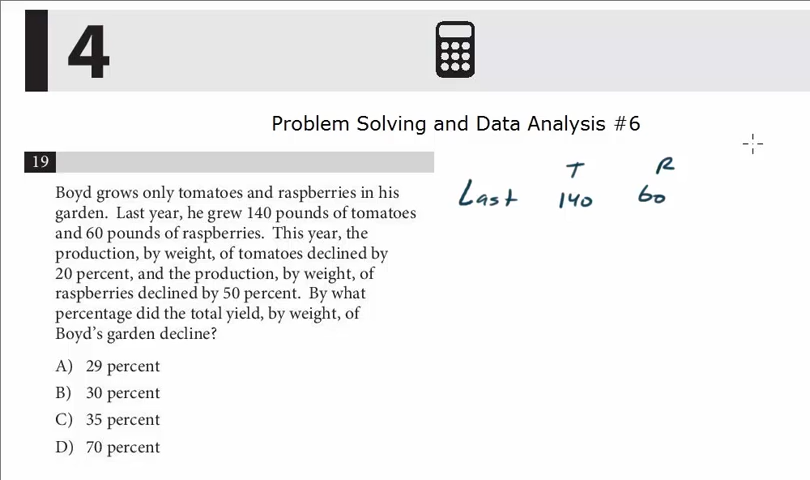 4
Problem Solving and Data Analysis #6
19
Boyd grows only tomatoes and raspberries in his
garden. Last year, he grew 140 pounds of tomatoes
and 60 pounds of raspberries. This year, the
production, by weight, of tomatoes declined by
20 percent, and the production, by weight, of
raspberries declined by 50 percent. By what
percentage did the total yield, by weight, of
Boyd's garden decline?
A) 29 percent
B) 30 percent
C) 35 percent
D) 70 percent
T R
Last 140 60